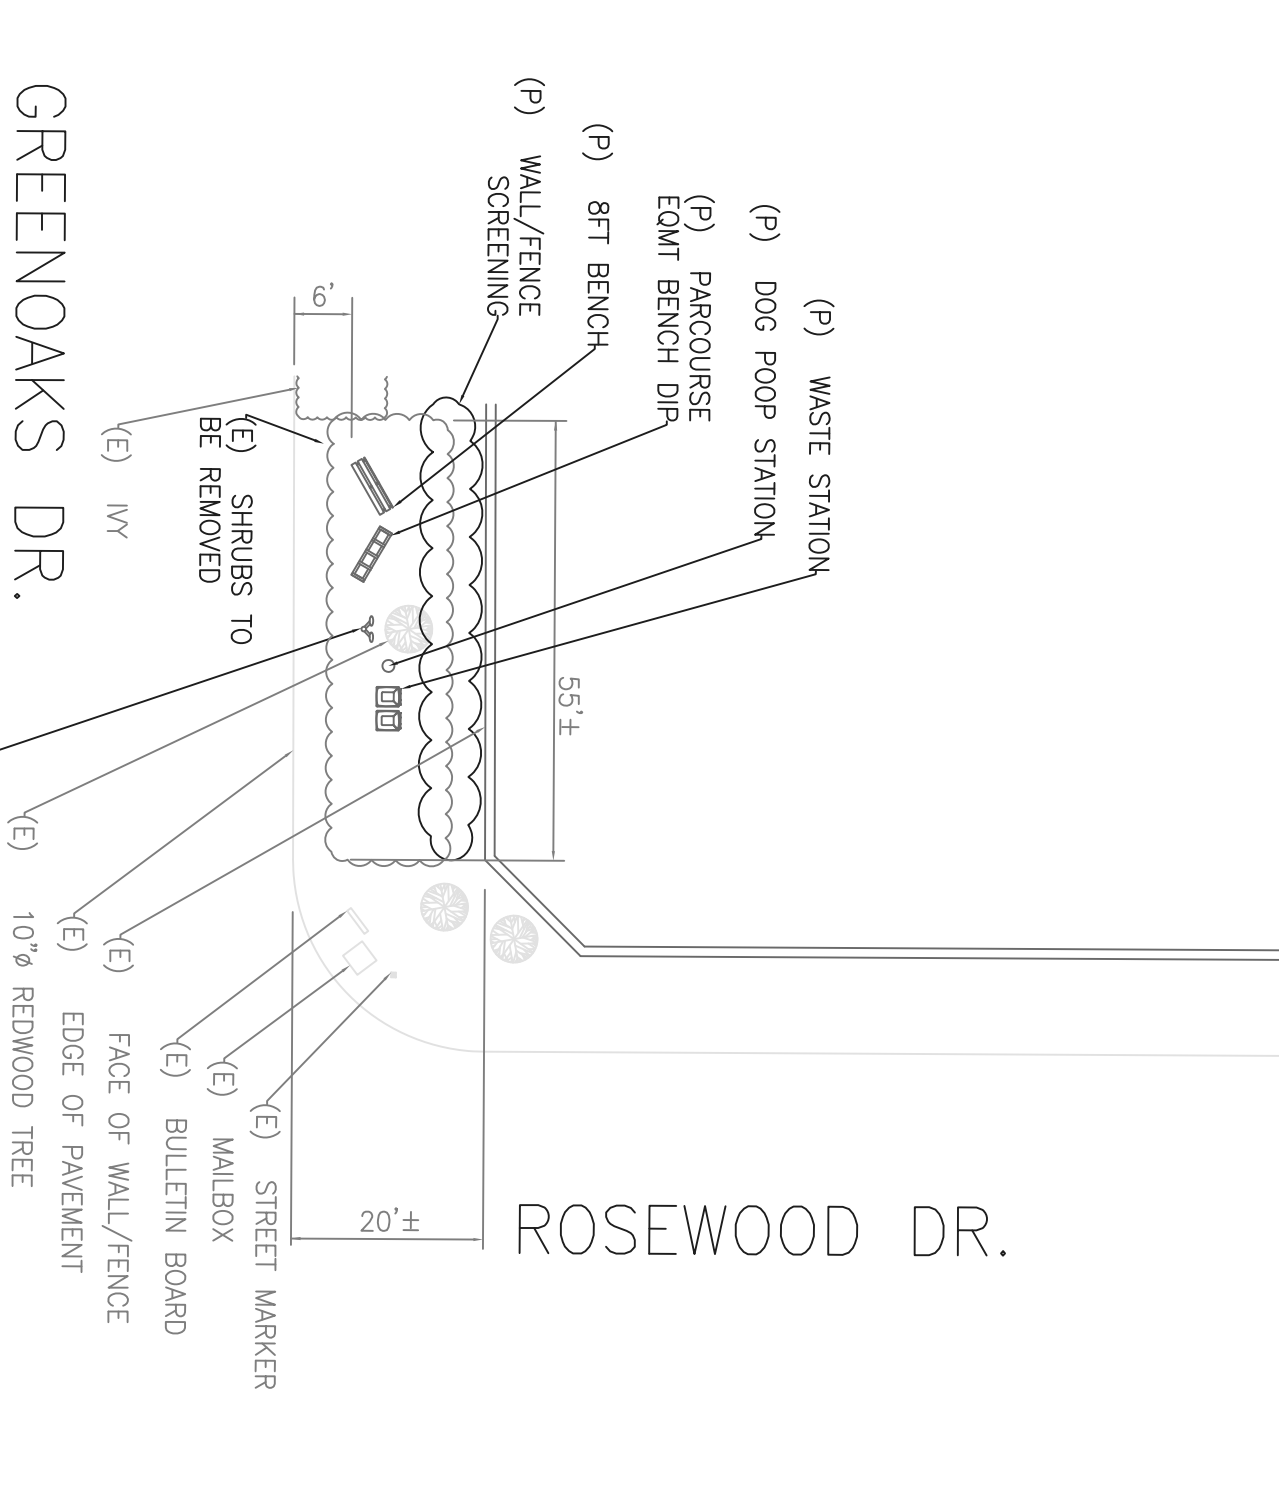 GREENOAKS DR.
(P) WALL/FENCE
SCREENING
(P) 8FT BENCH
(P) PARCOURSE
EQMT BENCH DIP
(P) DOG POOP STATION
(P) WASTE STATION
6'
(E) IVY
(E) SHRUBS TO
BE REMOVED
55'±
(E) 10"ø REDWOOD TREE
(E) EDGE OF PAVEMENT
(E) FACE OF WALL/FENCE
(E) BULLETIN BOARD
(E) MAILBOX
(E) STREET MARKER
20'±
ROSEWOOD DR.